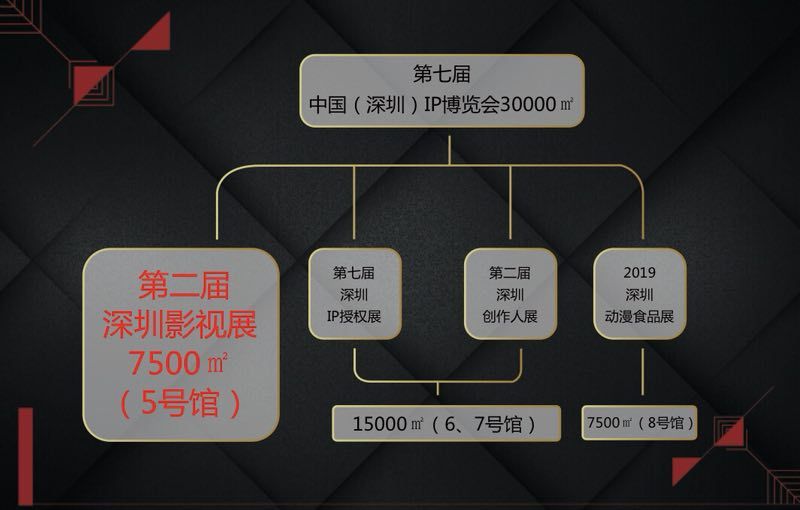 第七届
中国（深圳）IP博览会30000㎡
第二届
深圳影视展
7500㎡
（5号馆）
第七届
深圳
IP授权展
第二届
深圳
创作人展
2019
深圳
动漫食品展
15000㎡（6、7号馆）
7500㎡（8号馆）